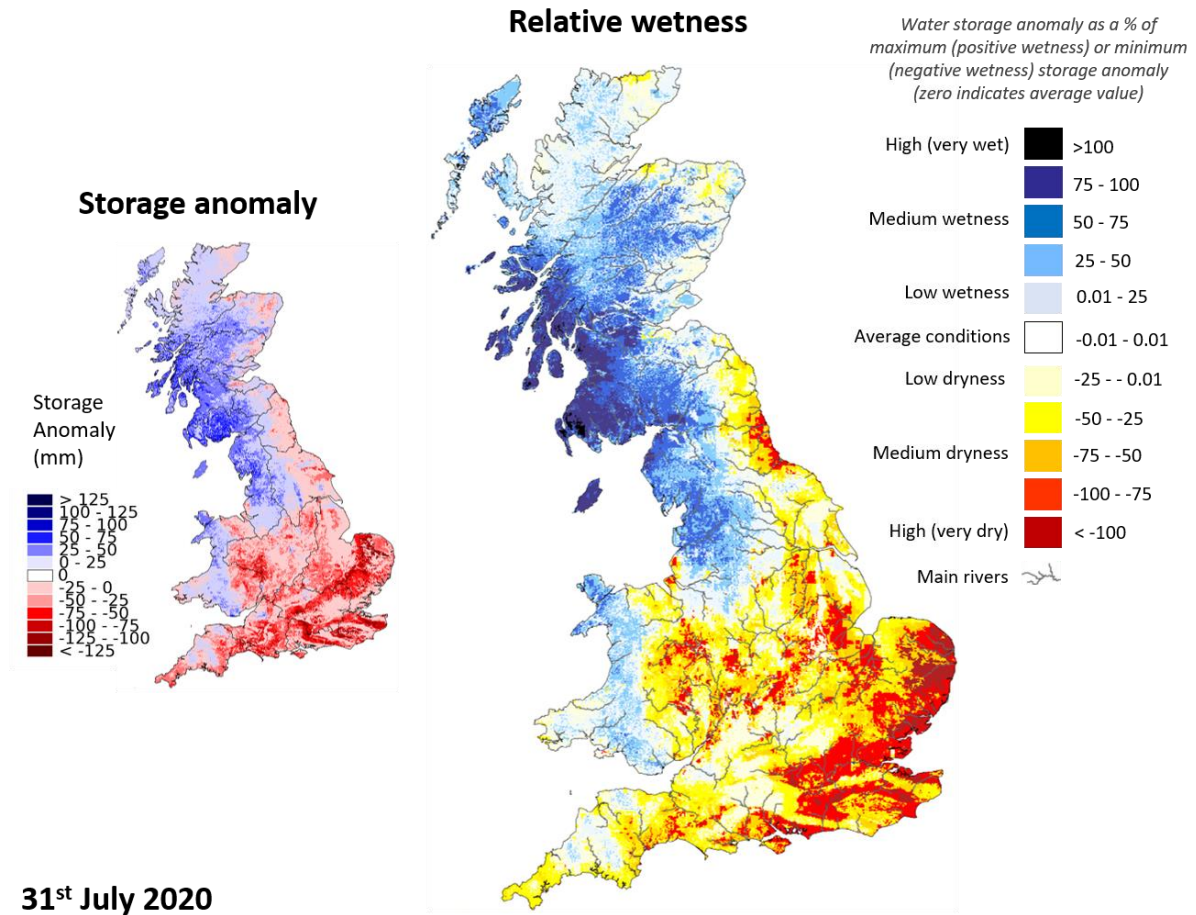 Relative wetness
Water storage anomaly as a % of
maximum (positive wetness) or minimum
(negative wetness) storage anomaly
(zero indicates average value)
High (very wet) >100
75 - 100
Medium wetness 50 - 75
25 - 50
Low wetness 0.01 - 25
Average conditions -0.01 - 0.01
Low dryness -25 - - 0.01
-50 - -25
Medium dryness -75 - -50
-100 - -75
High (very dry) < -100
Main rivers
Storage anomaly
Storage
Anomaly
(mm)
> 125
100 - 125
75 - 100
50 - 75
25 - 50
0 - 25
0
-25 - 0
-50 - -25
-75 - -50
-100 - -75
-125 - -100
< -125
31st July 2020